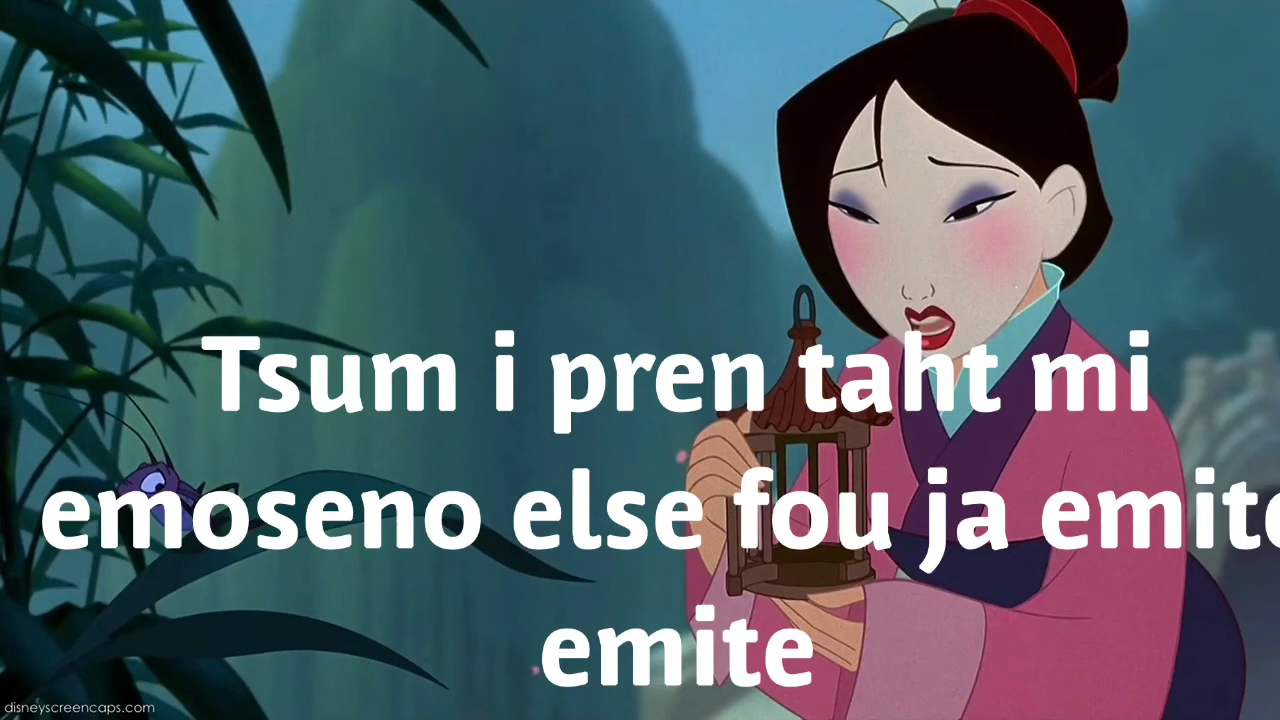 Tsum i pren taht mi
emoseno else fou ja emite
emite
disneyscreencaps.com